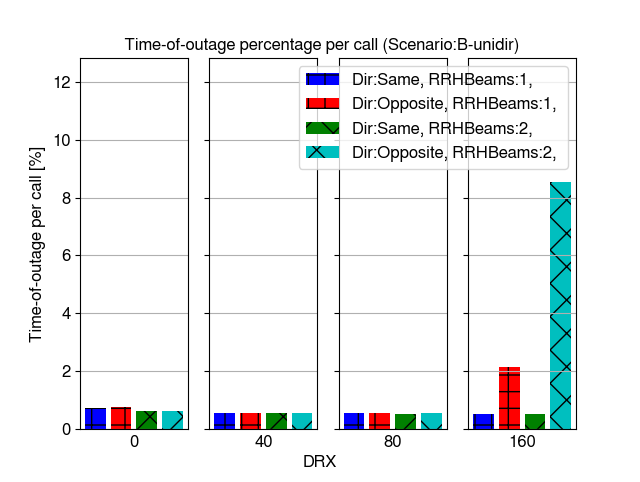 Time-of-outage percentage per call (Scenario:B-unidir)
Dir:Same, RRHBeams:1,
Dir:Opposite, RRHBeams:1,
Dir:Same, RRHBeams:2,
Dir:Opposite, RRHBeams:2,
Time-of-outage per call [%]
12
10
8
6
4
2
0
0 40 80 160
DRX